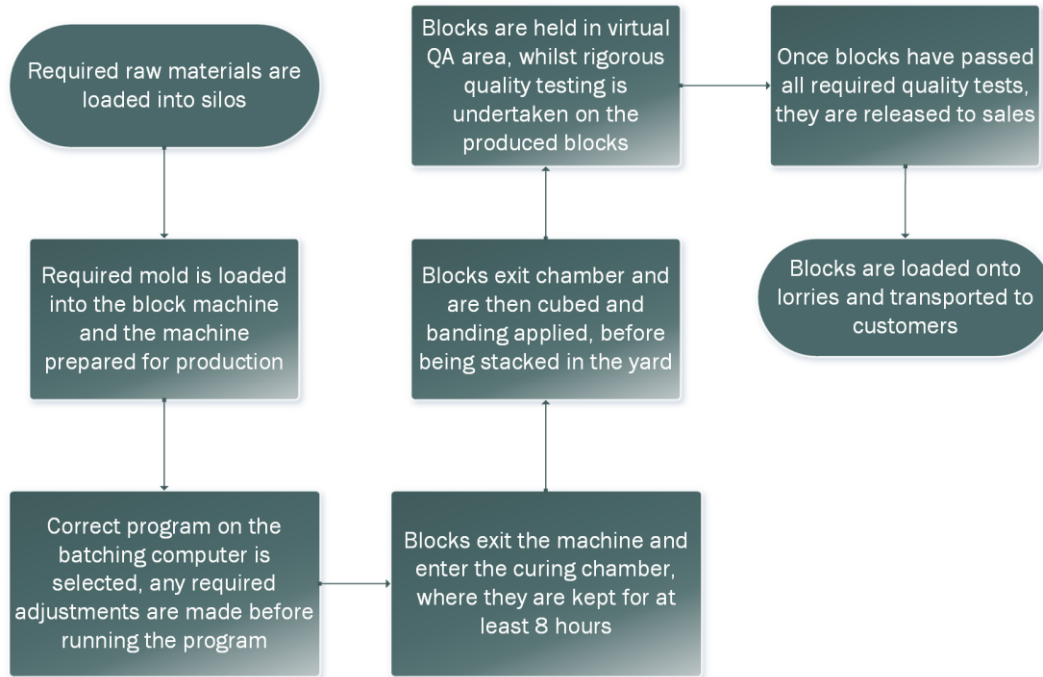 Required raw materials are
loaded into silos
Required mold is loaded
into the block machine
and the machine
prepared for production
Correct program on the
batching computer is
selected, any required
adjustments are made before
running the program
Blocks exit the machine and
enter the curing chamber,
where they are kept for at
least 8 hours
Blocks exit chamber and
are then cubed and
banding applied, before
being stacked in the yard
Blocks are held in virtual
QA area, whilst rigorous
quality testing is
undertaken on the
produced blocks
Once blocks have passed
all required quality tests,
they are released to sales
Blocks are loaded onto
lorries and transported to
customers